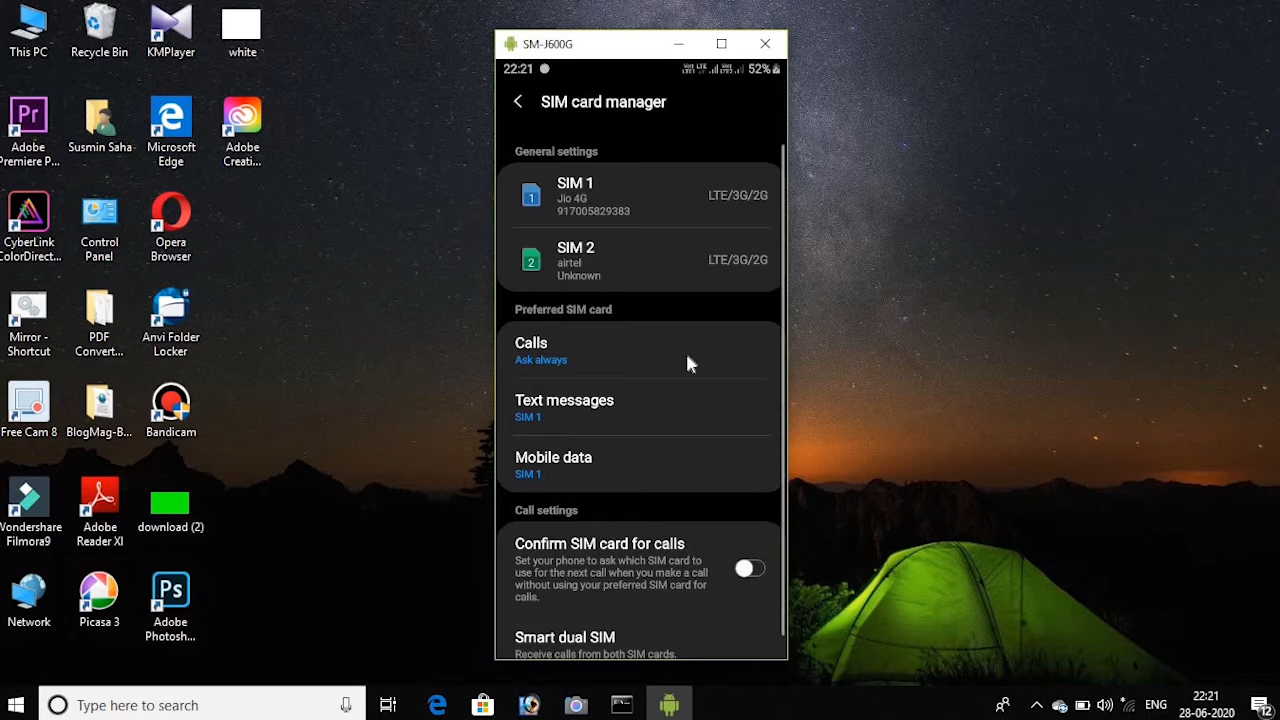 This PC
Recycle Bin
KMPlayer
white
Adobe
Premiere P...
Susmin Saha
Microsoft
Edge
Adobe
Creati...
CyberLink
ColorDirect...
Control
Panel
Opera
Browser
Mirror -
Shortcut
PDF
Convert...
Anvi Folder
Locker
Free Cam 8
BlogMag-B...
Bandicam
Wondershare
Filmora9
Adobe
Reader XI
download (2)
Network
Picasa 3
Adobe
Photosh...
SM-J600G
22:21
52%
SIM card manager
General settings
SIM 1
Jio 4G
917005829383
LTE/3G/2G
SIM 2
airtel
Unknown
LTE/3G/2G
Preferred SIM card
Calls
Ask always
Text messages
SIM 1
Mobile data
SIM 1
Call settings
Confirm SIM card for calls
Set your phone to ask which SIM card to
use for the next call when you make a call
without using your preferred SIM card for
calls.
Smart dual SIM
Receive calls from both SIM cards.
Type here to search
ENG
22:21
28-06-2020
12